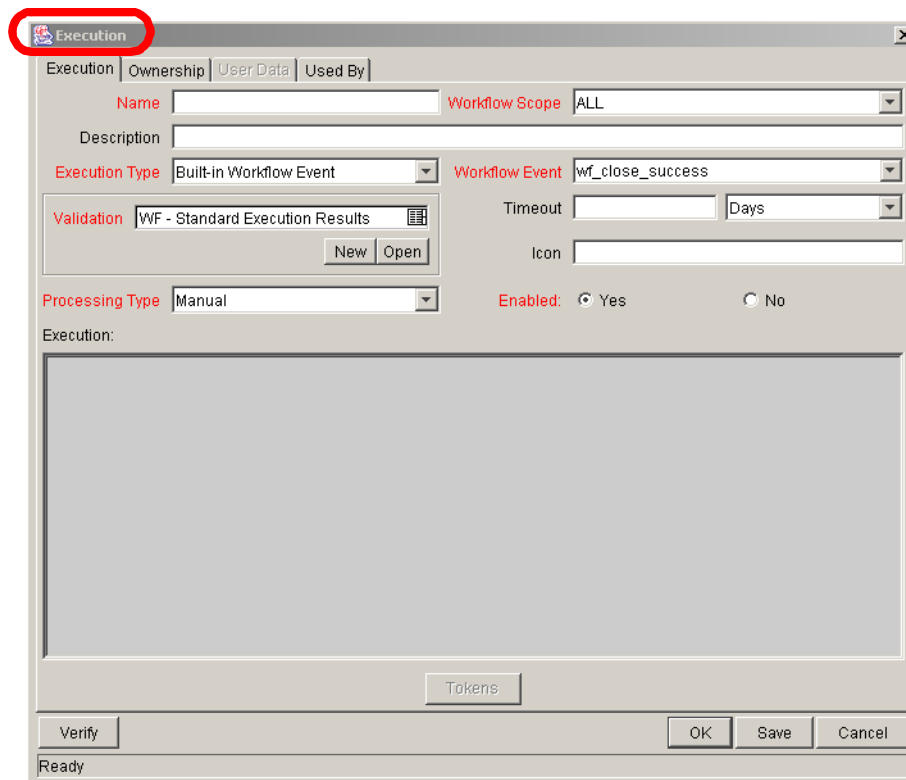 Execution
Execution Ownership User Data Used By
Name Workflow Scope ALL
Description
Execution Type Built-in Workflow Event Workflow Event wf_close_success
Validation WF - Standard Execution Results Timeout Days
New Open Icon
Processing Type Manual Enabled: Yes No
Execution:
Tokens
Verify OK Save Cancel
Ready